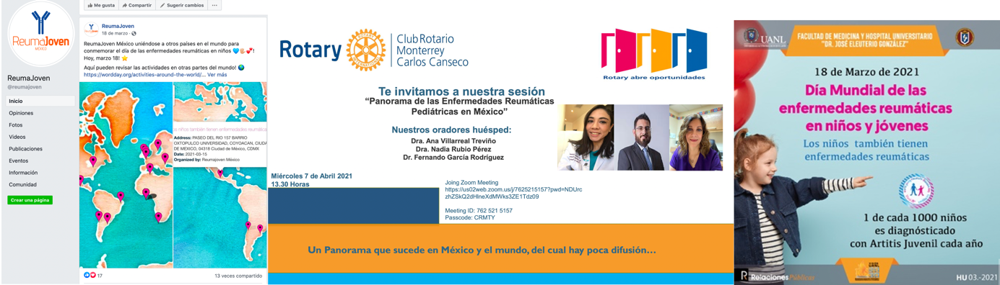 ReumaJoven
MÉXICO
ReumaJoven
@reumajoven
Inicio
Opiniones
Fotos
Videos
Publicaciones
Eventos
Información
Comunidad
Crear una página
Me gusta
Compartir
Sugerir cambios
ReumaJoven
18 de marzo
ReumaJoven México uniéndose a otros países en el mundo para
conmemorar el día de las enfermedades reumáticas en niños 💙🖐🏻💕!
Hoy, marzo 18! ⭐
Aquí pueden revisar las actividades en otras partes del mundo! 🌎
https://wordday.org/activities-around-the-world/... Ver más
s niños también tienen enfermedades reumátic
Address: PASEO DEL RIO 157 BARRIO
OXTOPULCO UNIVERSIDAD, COYOACAN, CIUDA
DE MEXICO, 04318 Ciudad de México, CDMX
Date: 2021-03-15
Organized by: Reumajoven México
17
13 veces compartido
Rotary
Club Rotario
Monterrey
Carlos Canseco
Rotary abre oportunidades
Te invitamos a nuestra sesión
“Panorama de las Enfermedades Reumáticas
Pediátricas en México”
Nuestros oradores huésped:
Dra. Ana Villarreal Treviño
Dra. Nadia Rubio Pérez
Dr. Fernando García Rodríguez
Miércoles 7 de Abril 2021
13.30 Horas
Joing Zoom Meeting
https://us02web.zoom.us/j/7625215157?pwd=NDUrc
zhZSkQ2dHlneXdMWks3ZE1Tdz09
Meeting ID: 762 521 5157
Passcode: CRMTY
Un Panorama que sucede en México y el mundo, del cual hay poca difusión…
UANL
FACULTAD DE MEDICINA Y HOSPITAL UNIVERSITARIO
"DR. JOSÉ ELEUTERIO GONZÁLEZ"
18 de Marzo de 2021
Día Mundial de las
enfermedades reumáticas
en niños y jóvenes
Los niños también tienen
enfermedades reumáticas
1 de cada 1000 niños
es diagnósticado
con Artitis Juvenil cada año
RelacionesPúblicas
HU 03.-2021